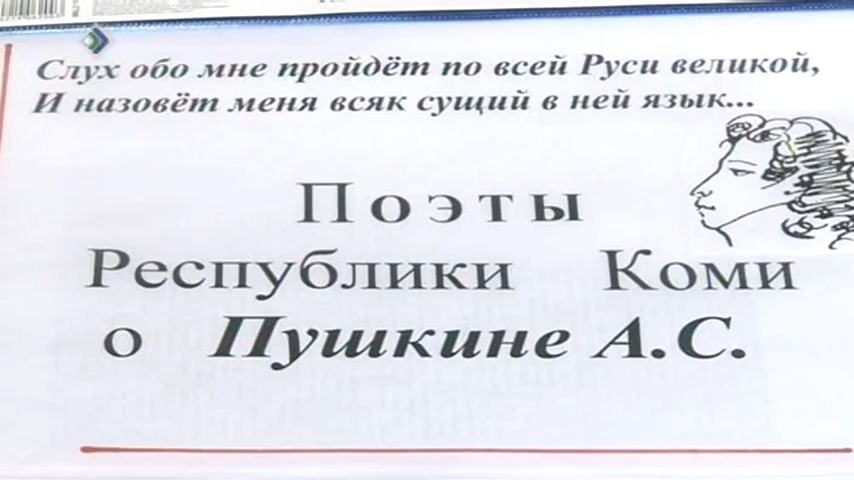 Слух обо мне пройдёт по всей Руси великой,
И назовёт меня всяк сущий в ней язык...
Поэты
Республики Коми
о Пушкине А.С.